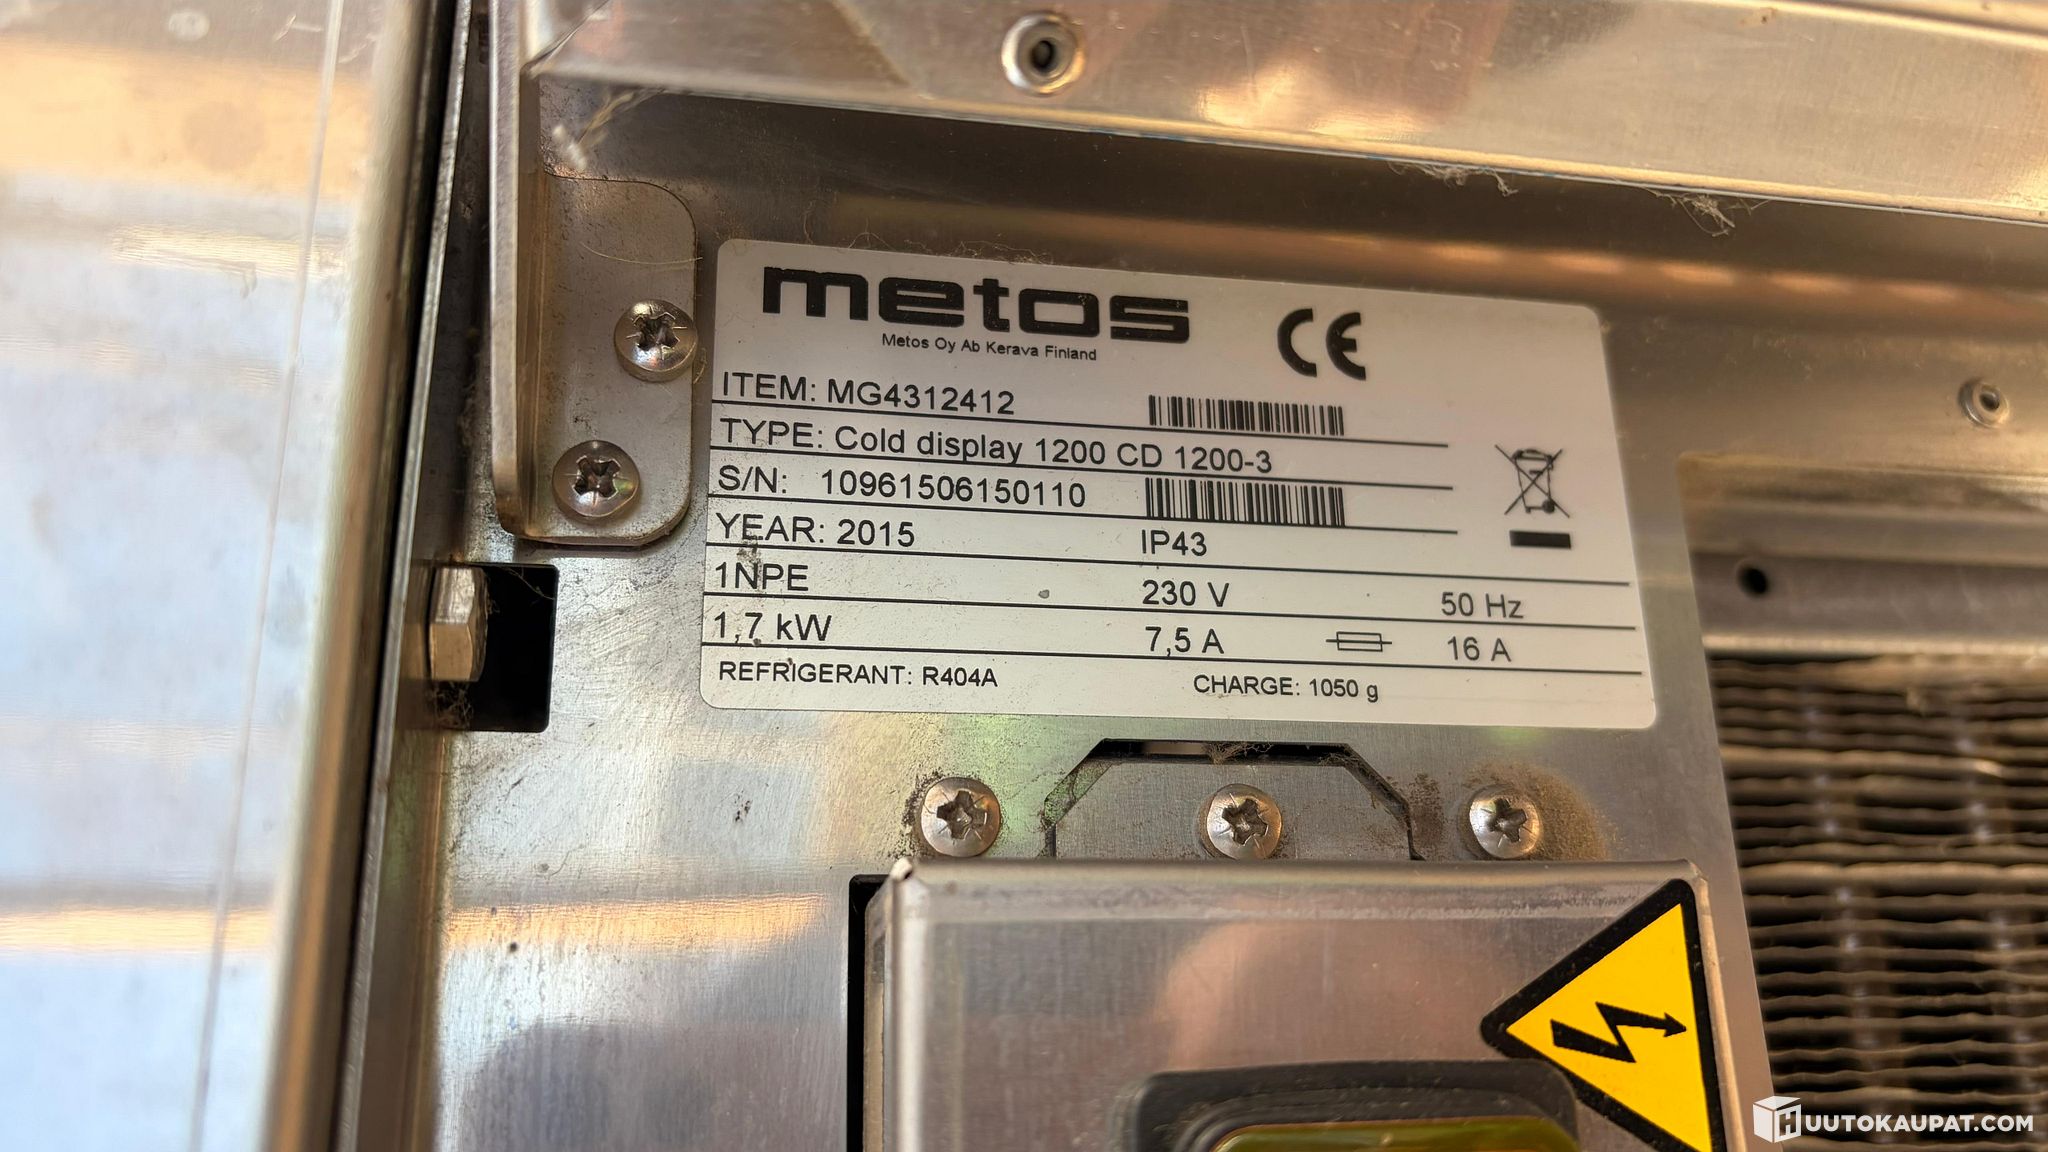 metos
CE
Metos Oy Ab Kerava Finland
ITEM: MG4312412
TYPE: Cold display 1200 CD 1200-3
S/N: 10961506150110
YEAR: 2015 IP43
1NPE 230 V 50 Hz
1,7 kW 7,5 A 16 A
REFRIGERANT: R404A CHARGE: 1050 g
HUUTOKAUPAT.COM